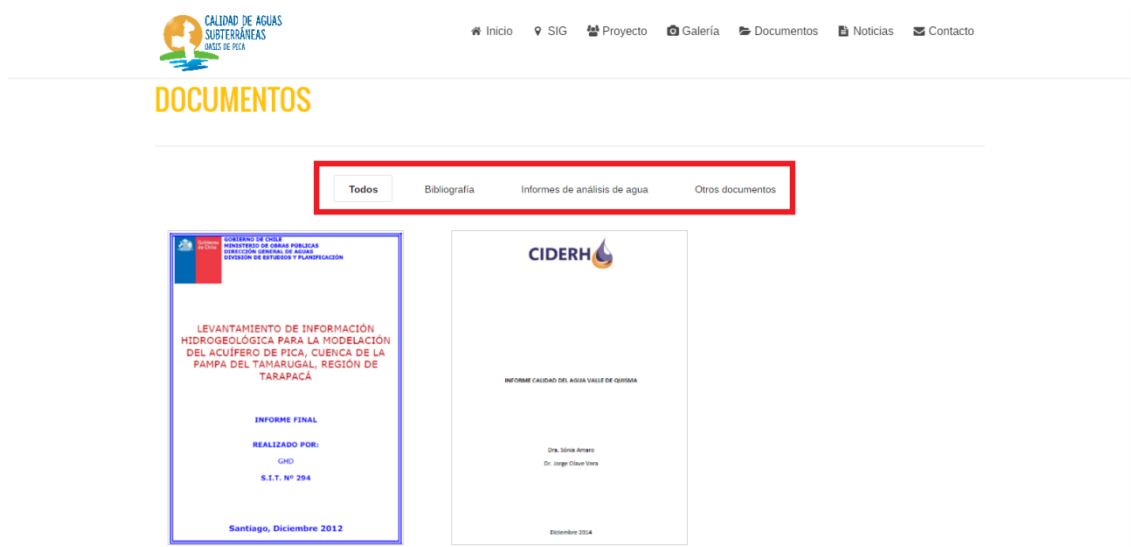 CALIDAD DE AGUAS
SUBTERRÁNEAS
OASIS DE PICA
Inicio SIG Proyecto Galería Documentos Noticias Contacto
DOCUMENTOS
Todos Bibliografía Informes de análisis de agua Otros documentos
Gobierno de Chile
GOBIERNO DE CHILE
MINISTERIO DE OBRAS PÚBLICAS
DIRECCIÓN GENERAL DE AGUAS
DIVISIÓN DE ESTUDIOS Y PLANIFICACIÓN
LEVANTAMIENTO DE INFORMACIÓN
HIDROGEOLÓGICA PARA LA MODELACIÓN
DEL ACUÍFERO DE PICA, CUENCA DE LA
PAMPA DEL TAMARUGAL, REGIÓN DE
TARAPACÁ
INFORME FINAL
REALIZADO POR:
GHD
S.I.T. Nº 294
Santiago, Diciembre 2012
CIDERH
INFORME CALIDAD DEL AGUA VALLE DE QUISMA
Dra. Sônia Amaro
Dr. Jorge Olave Vera
Diciembre 2014